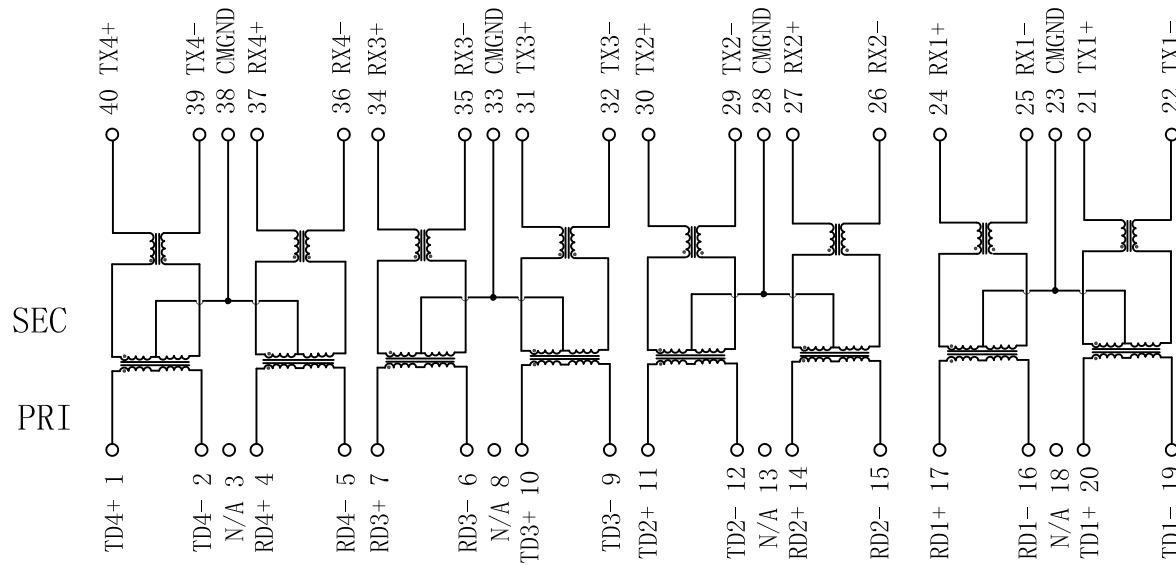 40 TX4+
39 TX4-
38 CMGND
37 RX4+
36 RX4-
34 RX3+
35 RX3-
33 CMGND
31 TX3+
32 TX3-
30 TX2+
29 TX2-
28 CMGND
27 RX2+
26 RX2-
24 RX1+
25 RX1-
23 CMGND
21 TX1+
22 TX1-
SEC
PRI
TD4+ 1
TD4- 2
N/A 3
RD4+ 4
RD4- 5
RD3+ 7
RD3- 6
N/A 8
TD3+ 10
TD3- 9
TD2+ 11
TD2- 12
N/A 13
RD2+ 14
RD2- 15
RD1+ 17
RD1- 16
N/A 18
TD1+ 20
TD1- 19